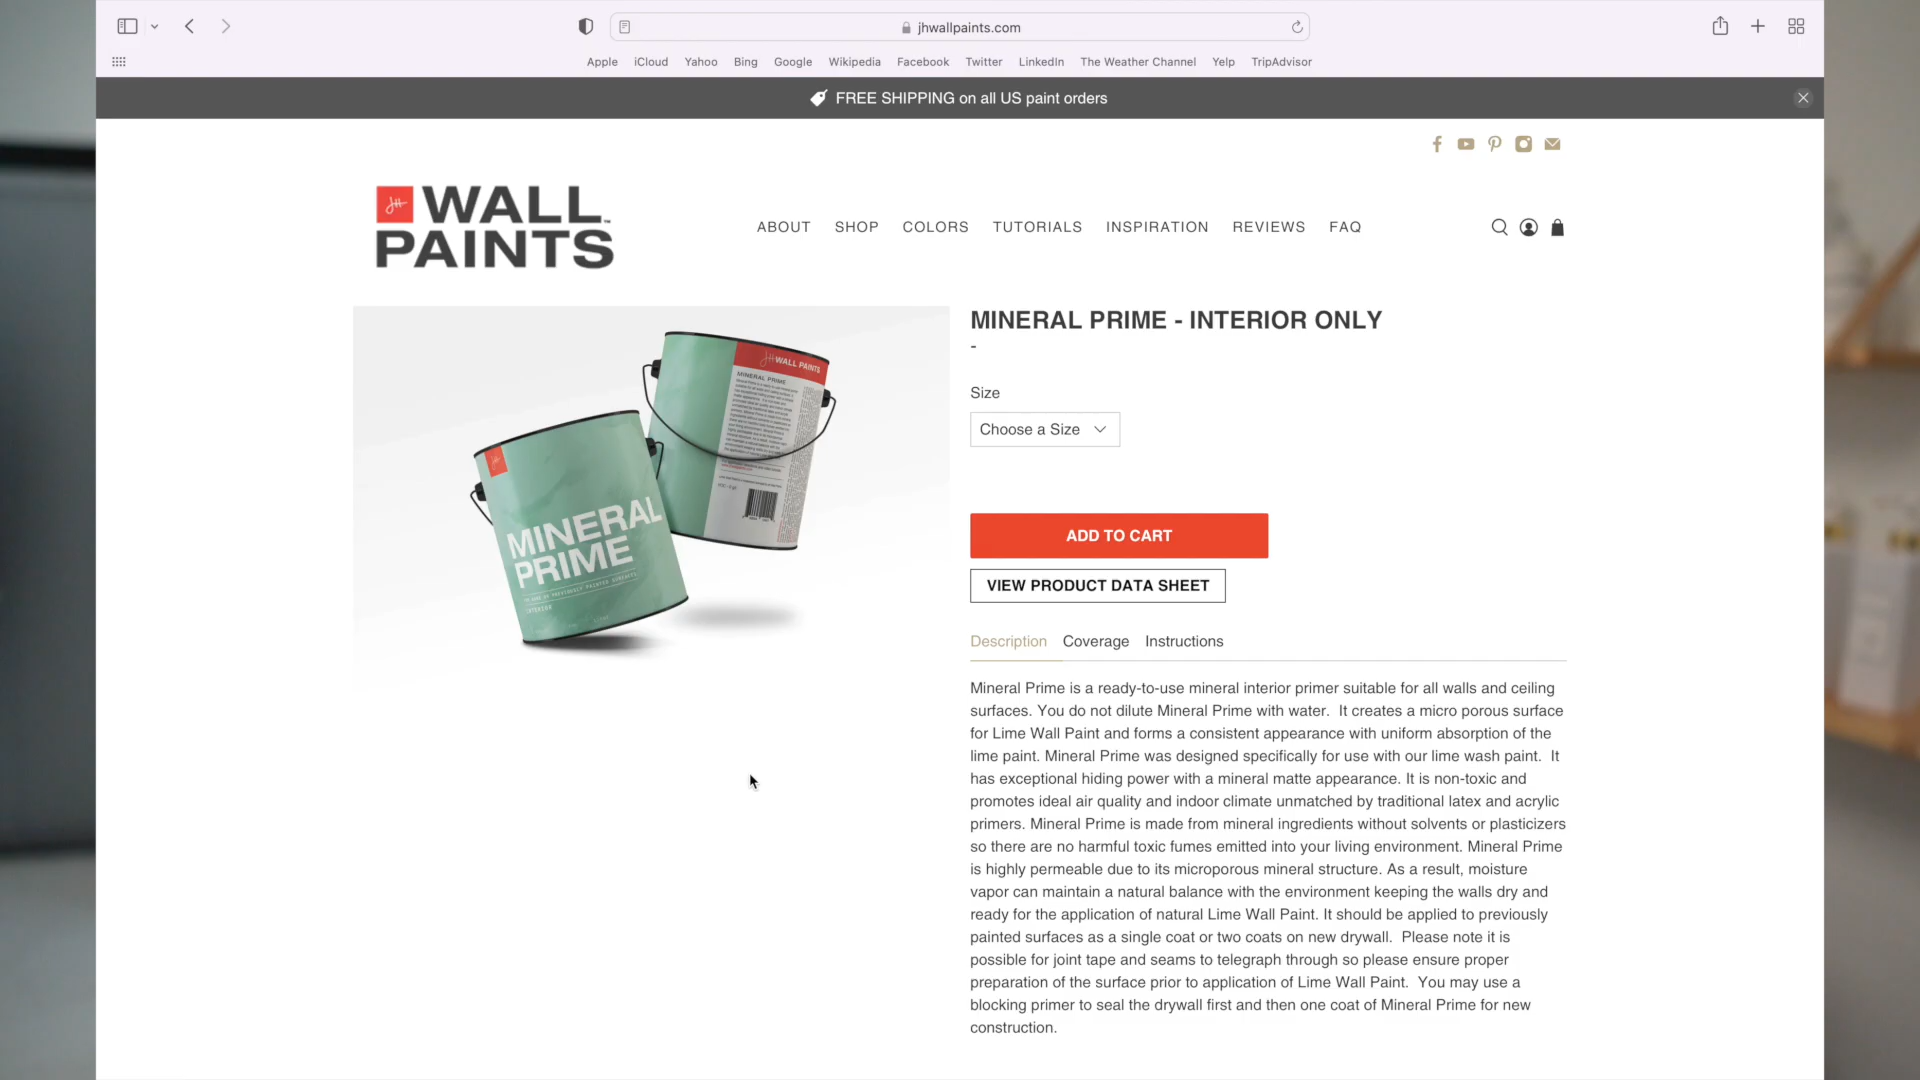 jhwallpaints.com
Apple iCloud Yahoo Bing Google Wikipedia Facebook Twitter LinkedIn The Weather Channel Yelp TripAdvisor
FREE SHIPPING on all US paint orders
JH WALL™
PAINTS
ABOUT SHOP COLORS TUTORIALS INSPIRATION REVIEWS FAQ
MINERAL PRIME - INTERIOR ONLY
-
Size
Choose a Size
ADD TO CART
VIEW PRODUCT DATA SHEET
Description Coverage Instructions
Mineral Prime is a ready-to-use mineral interior primer suitable for all walls and ceiling
surfaces. You do not dilute Mineral Prime with water.  It creates a micro porous surface
for Lime Wall Paint and forms a consistent appearance with uniform absorption of the
lime paint. Mineral Prime was designed specifically for use with our lime wash paint.  It
has exceptional hiding power with a mineral matte appearance. It is non-toxic and
promotes ideal air quality and indoor climate unmatched by traditional latex and acrylic
primers. Mineral Prime is made from mineral ingredients without solvents or plasticizers
so there are no harmful toxic fumes emitted into your living environment. Mineral Prime
is highly permeable due to its microporous mineral structure. As a result, moisture
vapor can maintain a natural balance with the environment keeping the walls dry and
ready for the application of natural Lime Wall Paint. It should be applied to previously
painted surfaces as a single coat or two coats on new drywall.  Please note it is
possible for joint tape and seams to telegraph through so please ensure proper
preparation of the surface prior to application of Lime Wall Paint.  You may use a
blocking primer to seal the drywall first and then one coat of Mineral Prime for new
construction.
JH WALL PAINTS
MINERAL PRIME
JH
MINERAL
PRIME
INTERIOR